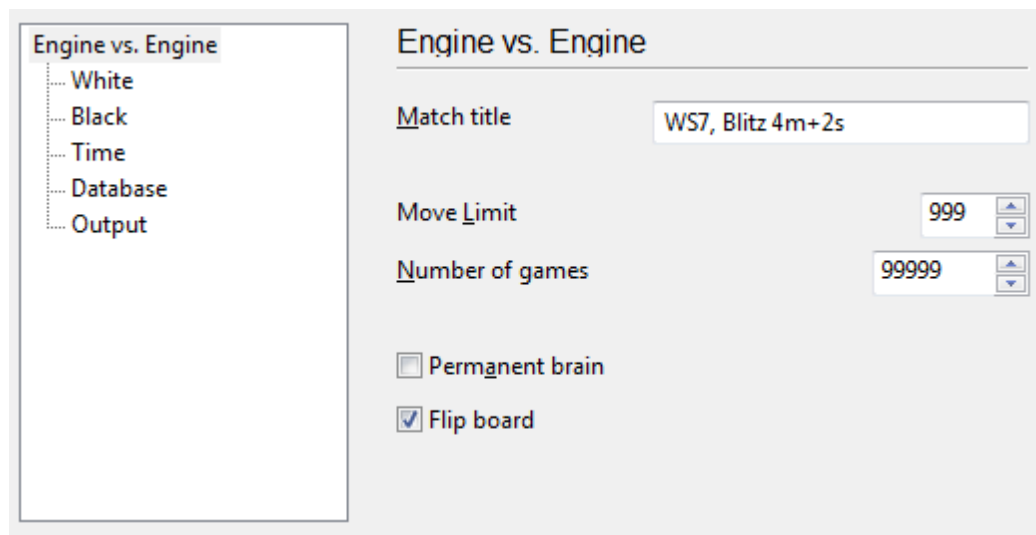 Engine vs. Engine
White
Black
Time
Database
Output
Engine vs. Engine
Match title
WS7, Blitz 4m+2s
Move Limit
999
Number of games
99999
Permanent brain
Flip board